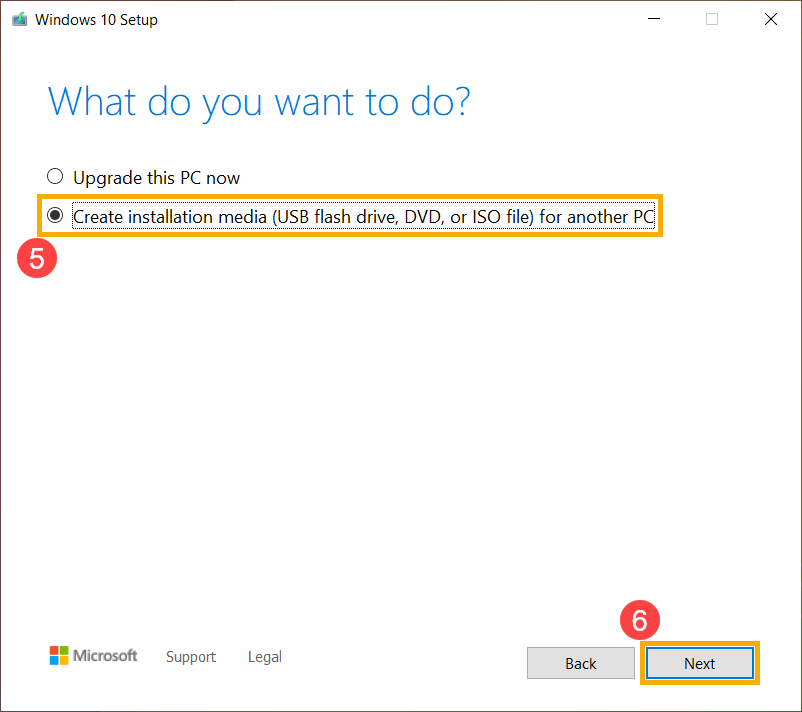 Windows 10 Setup
What do you want to do?
Upgrade this PC now
Create installation media (USB flash drive, DVD, or ISO file) for another PC
5
6
Microsoft Support Legal Back Next